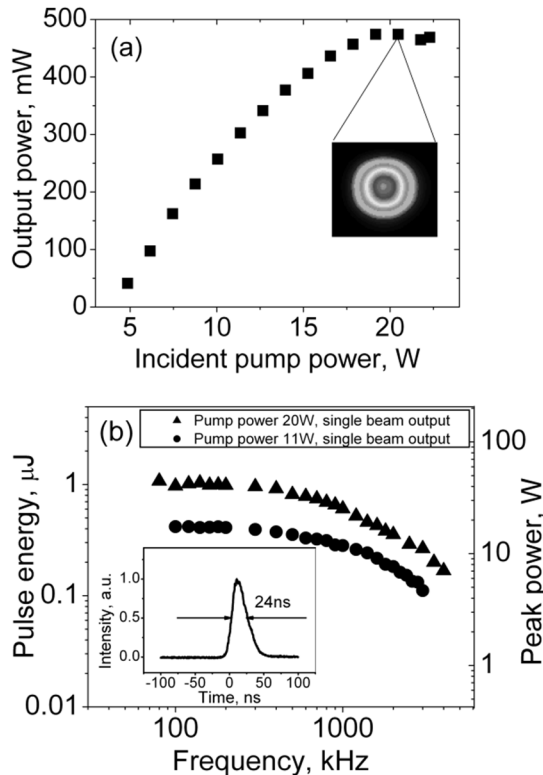 500
(a)
400
300
200
100
0
Output power, mW
5 10 15 20
Incident pump power, W
(b)
Pump power 20W, single beam output
Pump power 11W, single beam output
100
1
10
0.1
1
0.01
Pulse energy, μJ
Peak power, W
1.0
24ns
0.5
0.0
Intensity, a.u.
-100 -50 0 50 100
Time, ns
100 1000
Frequency, kHz